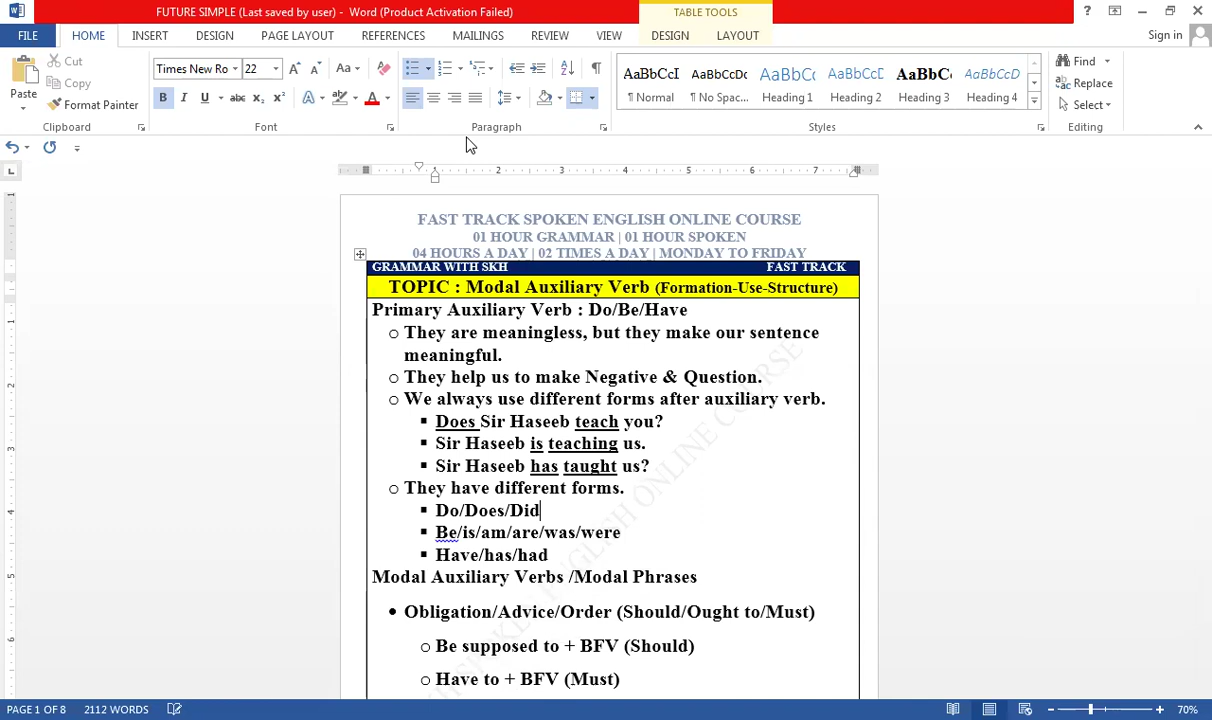 FUTURE SIMPLE (Last saved by user) - Word (Product Activation Failed)
TABLE TOOLS
FILE HOME INSERT DESIGN PAGE LAYOUT REFERENCES MAILINGS REVIEW VIEW DESIGN LAYOUT Sign in
Cut
Copy
Format Painter
Paste
Clipboard
Times New Ro 22
Font
Paragraph
AaBbCcI AaBbCcDc AaBbCcI AaBbCcDc AaBbCc AaBbCcDc
¶ Normal ¶ No Spac... Heading 1 Heading 2 Heading 3 Heading 4
Styles
Find
Replace
Select
Editing
FAST TRACK SPOKEN ENGLISH ONLINE COURSE
01 HOUR GRAMMAR | 01 HOUR SPOKEN
04 HOURS A DAY | 02 TIMES A DAY | MONDAY TO FRIDAY
GRAMMAR WITH SKH FAST TRACK
TOPIC : Modal Auxiliary Verb (Formation-Use-Structure)
Primary Auxiliary Verb : Do/Be/Have
o They are meaningless, but they make our sentence
meaningful.
o They help us to make Negative & Question.
o We always use different forms after auxiliary verb.
▪ Does Sir Haseeb teach you?
▪ Sir Haseeb is teaching us.
▪ Sir Haseeb has taught us?
o They have different forms.
▪ Do/Does/Did
▪ Be/is/am/are/was/were
▪ Have/has/had
Modal Auxiliary Verbs /Modal Phrases
• Obligation/Advice/Order (Should/Ought to/Must)
o Be supposed to + BFV (Should)
o Have to + BFV (Must)
PAGE 1 OF 8 2112 WORDS 70%